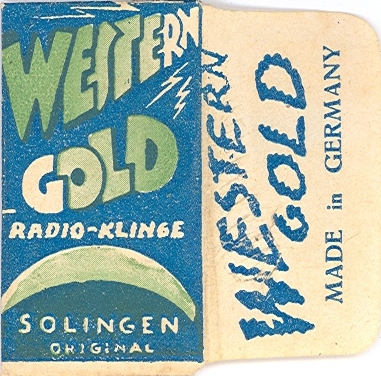 WESTERN
GOLD
RADIO-KLINGE
SOLINGEN
ORIGINAL
WESTERN
GOLD
MADE in GERMANY